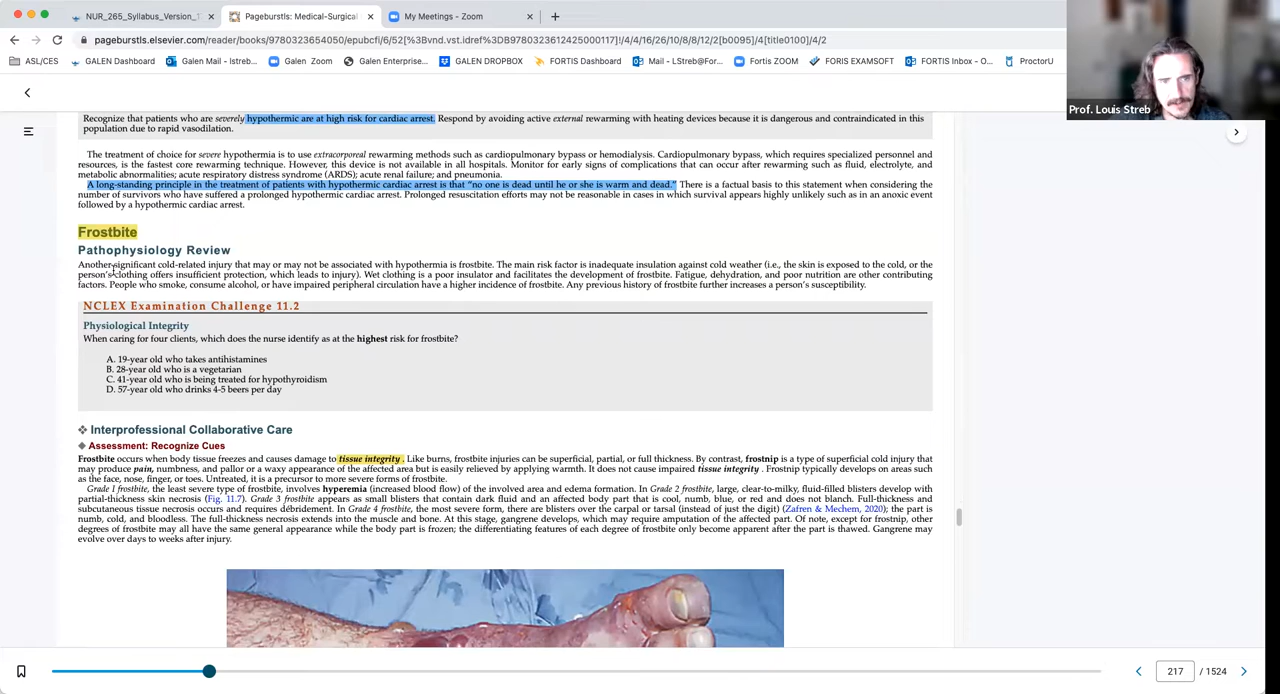 NUR_265_Syllabus_Version_
Pageburstls: Medical-Surgical
My Meetings – Zoom
pageburstls.elsevier.com/reader/books/9780323654050/epubcfi/6/52[%3Bvnd.vst.idref%3DB9780323612425000117]!/4/4/16/26/10/8/8/12/2[b0095]/4[title0100]/4/2
ASL/CES
GALEN Dashboard
Galen Mail - lstreb...
Galen Zoom
Galen Enterprise...
GALEN DROPBOX
FORTIS Dashboard
Mail - LStreb@For...
Fortis ZOOM
FORIS EXAMSOFT
FORTIS Inbox - O...
ProctorU
Prof. Louis Streb
Recognize that patients who are severely hypothermic are at high risk for cardiac arrest. Respond by avoiding active external rewarming with heating devices because it is dangerous and contraindicated in this
population due to rapid vasodilation.
The treatment of choice for severe hypothermia is to use extracorporeal rewarming methods such as cardiopulmonary bypass or hemodialysis. Cardiopulmonary bypass, which requires specialized personnel and
resources, is the fastest core rewarming technique. However, this device is not available in all hospitals. Monitor for early signs of complications that can occur after rewarming such as fluid, electrolyte, and
metabolic abnormalities; acute respiratory distress syndrome (ARDS); acute renal failure; and pneumonia.
A long-standing principle in the treatment of patients with hypothermic cardiac arrest is that "no one is dead until he or she is warm and dead." There is a factual basis to this statement when considering the
number of survivors who have suffered a prolonged hypothermic cardiac arrest. Prolonged resuscitation efforts may not be reasonable in cases in which survival appears highly unlikely such as in an anoxic event
followed by a hypothermic cardiac arrest.
Frostbite
Pathophysiology Review
Another significant cold-related injury that may or may not be associated with hypothermia is frostbite. The main risk factor is inadequate insulation against cold weather (i.e., the skin is exposed to the cold, or the
person's clothing offers insufficient protection, which leads to injury). Wet clothing is a poor insulator and facilitates the development of frostbite. Fatigue, dehydration, and poor nutrition are other contributing
factors. People who smoke, consume alcohol, or have impaired peripheral circulation have a higher incidence of frostbite. Any previous history of frostbite further increases a person's susceptibility.
NCLEX Examination Challenge 11.2
Physiological Integrity
When caring for four clients, which does the nurse identify as at the highest risk for frostbite?
A. 19-year old who takes antihistamines
B. 28-year old who is a vegetarian
C. 41-year old who is being treated for hypothyroidism
D. 57-year old who drinks 4-5 beers per day
❖ Interprofessional Collaborative Care
◆ Assessment: Recognize Cues
Frostbite occurs when body tissue freezes and causes damage to tissue integrity. Like burns, frostbite injuries can be superficial, partial, or full thickness. By contrast, frostnip is a type of superficial cold injury that
may produce pain, numbness, and pallor or a waxy appearance of the affected area but is easily relieved by applying warmth. It does not cause impaired tissue integrity. Frostnip typically develops on areas such
as the face, nose, finger, or toes. Untreated, it is a precursor to more severe forms of frostbite.
Grade 1 frostbite, the least severe type of frostbite, involves hyperemia (increased blood flow) of the involved area and edema formation. In Grade 2 frostbite, large, clear-to-milky, fluid-filled blisters develop with
partial-thickness skin necrosis (Fig. 11.7). Grade 3 frostbite appears as small blisters that contain dark fluid and an affected body part that is cool, numb, blue, or red and does not blanch. Full-thickness and
subcutaneous tissue necrosis occurs and requires débridement. In Grade 4 frostbite, the most severe form, there are blisters over the carpal or tarsal (instead of just the digit) (Zafren & Mechem, 2020); the part is
numb, cold, and bloodless. The full-thickness necrosis extends into the muscle and bone. At this stage, gangrene develops, which may require amputation of the affected part. Of note, except for frostnip, other
degrees of frostbite may all have the same general appearance while the body part is frozen; the differentiating features of each degree of frostbite only become apparent after the part is thawed. Gangrene may
evolve over days to weeks after injury.
217 / 1524